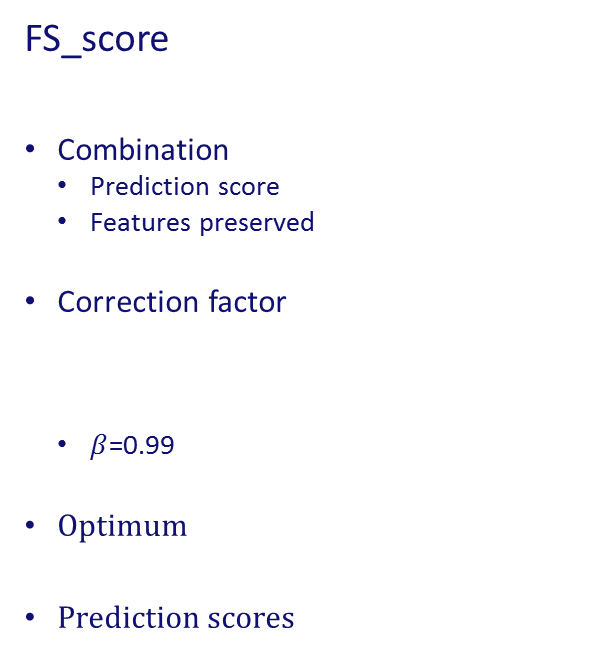 FS_score
• Combination
• Prediction score
• Features preserved
• Correction factor
• β=0.99
• Optimum
• Prediction scores